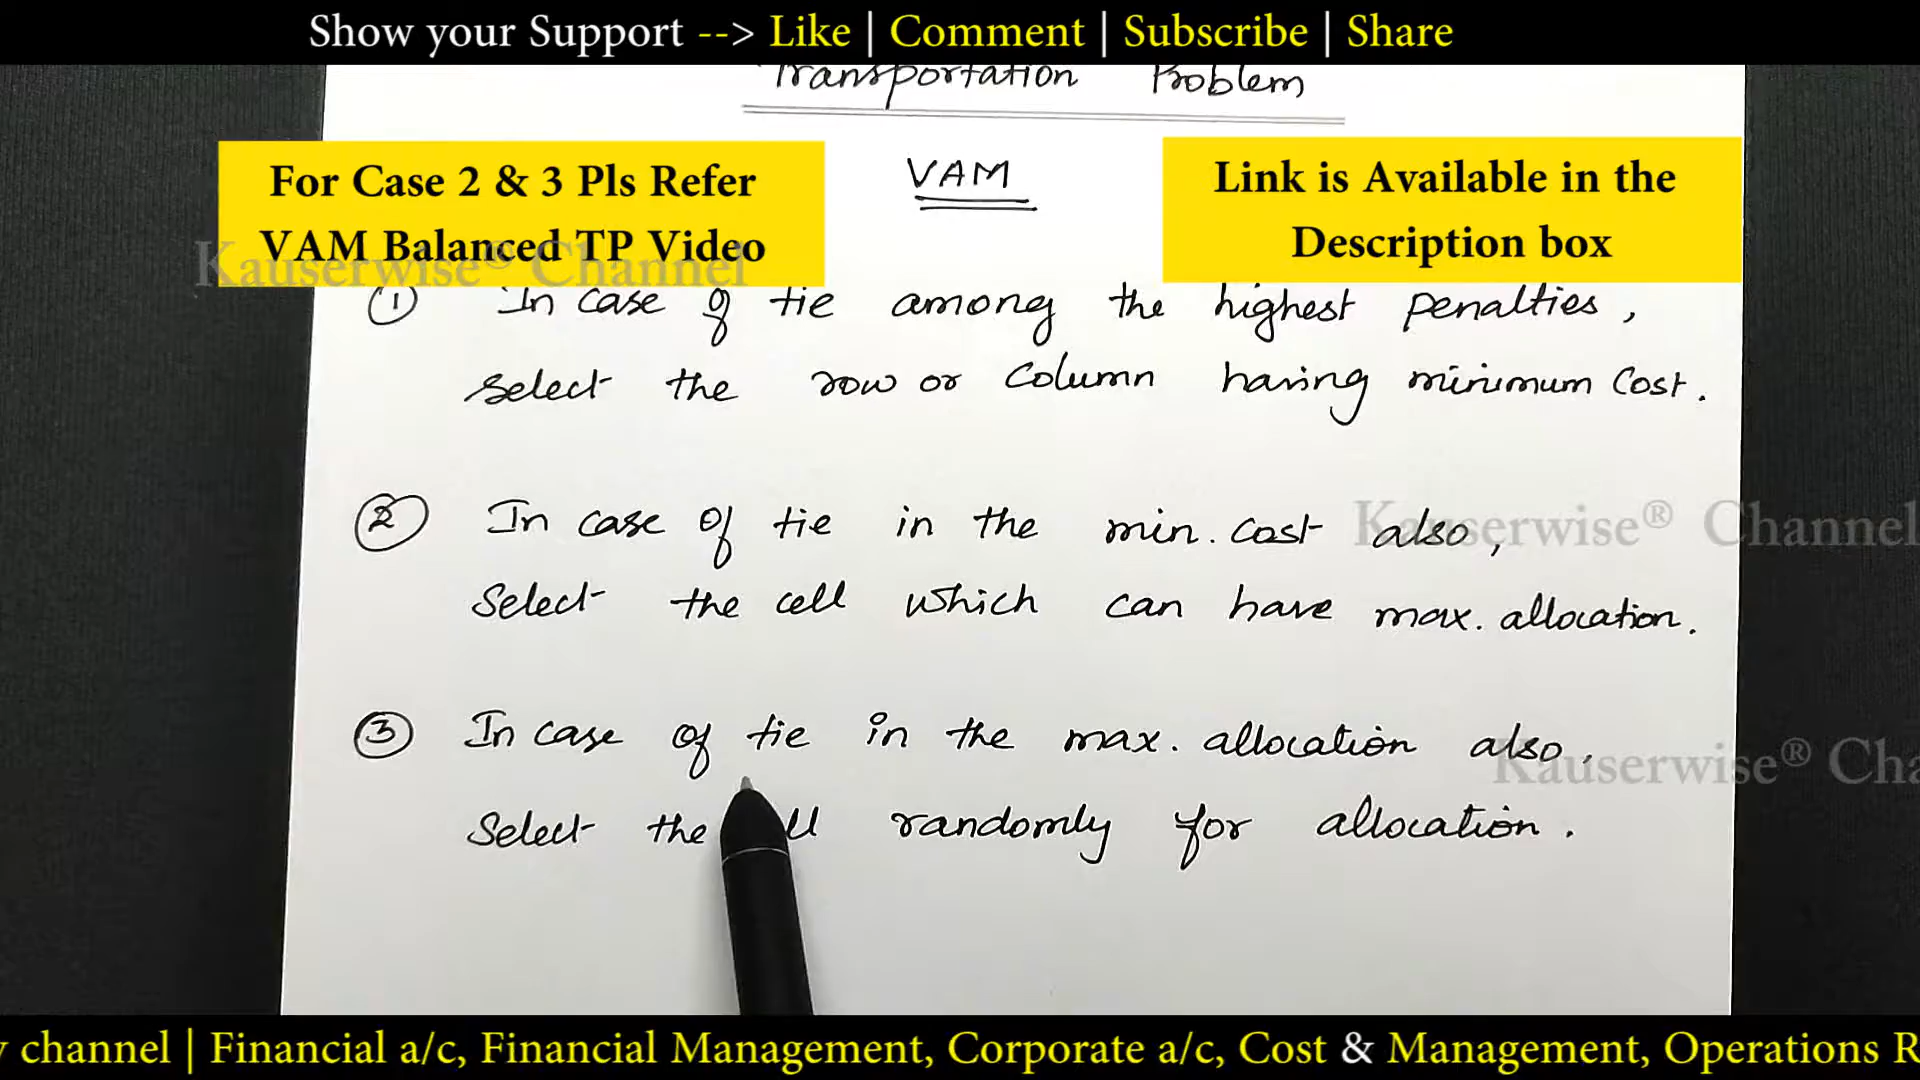 Show your Support --> Like | Comment | Subscribe | Share
Transportation Problem
For Case 2 & 3 Pls Refer
VAM Balanced TP Video
VAM
Link is Available in the
Description box
Kauserwise® Channel
① In case of tie among the highest penalties,
select the row or column having minimum cost.
② In case of tie in the min. cost also,
Kauserwise® Channel
Select the cell which can have max. allocation.
③ In case of tie in the max. allocation also,
Kauserwise® Cha
Select the randomly for allocation.
channel | Financial a/c, Financial Management, Corporate a/c, Cost & Management, Operations R